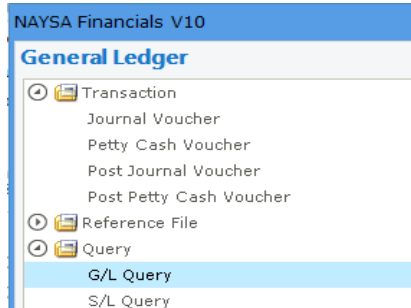 NAYSA Financials V10
General Ledger
Transaction
Journal Voucher
Petty Cash Voucher
Post Journal Voucher
Post Petty Cash Voucher
Reference File
Query
G/L Query
S/L Query